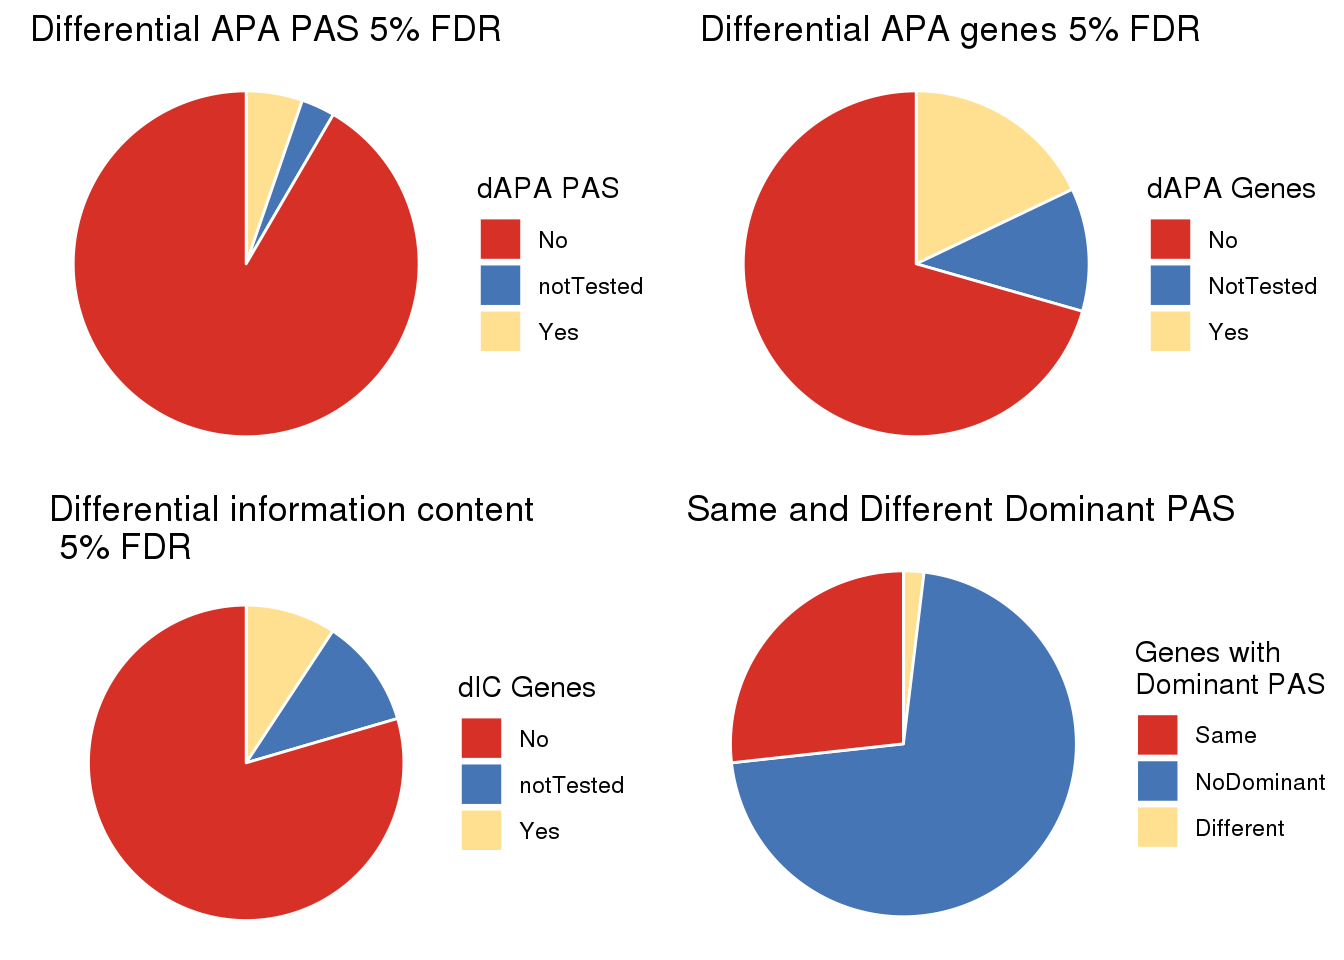 Differential APA PAS 5% FDR
dAPA PAS
No
notTested
Yes
Differential APA genes 5% FDR
dAPA Genes
No
NotTested
Yes
Differential information content
5% FDR
dIC Genes
No
notTested
Yes
Same and Different Dominant PAS
Genes with
Dominant PAS
Same
NoDominant
Different